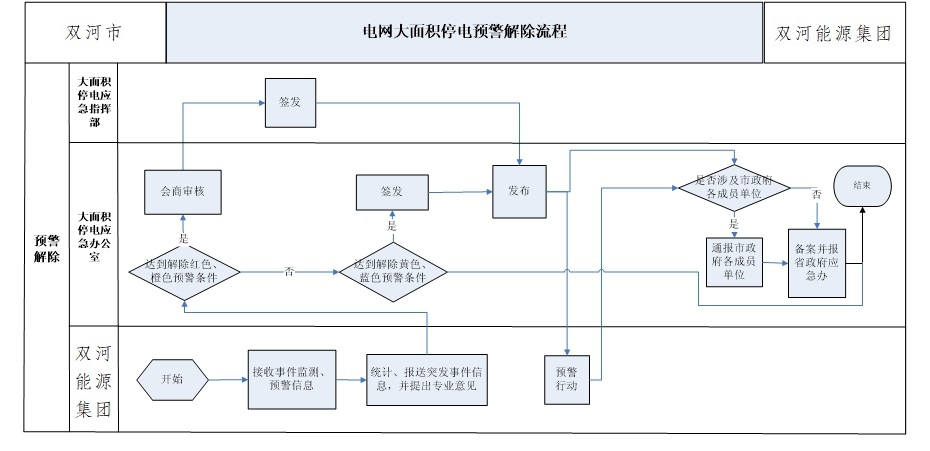 双河市
电网大面积停电预警解除流程
双河能源集团
预警
解除
大面积
停电应
急指挥
部
签发
大面积
停电应
急办公
室
会商审核
签发
发布
是否涉及市政府
各成员单位
结束
是
是
是
否
达到解除红色、
橙色预警条件
否
达到解除黄色、
蓝色预警条件
通报市政
府各成员
单位
备案并报
省政府应
急办
双河
能源
集团
开始
接收事件监测、
预警信息
统计、报送突发事件信
息,并提出专业意见
预警
行动